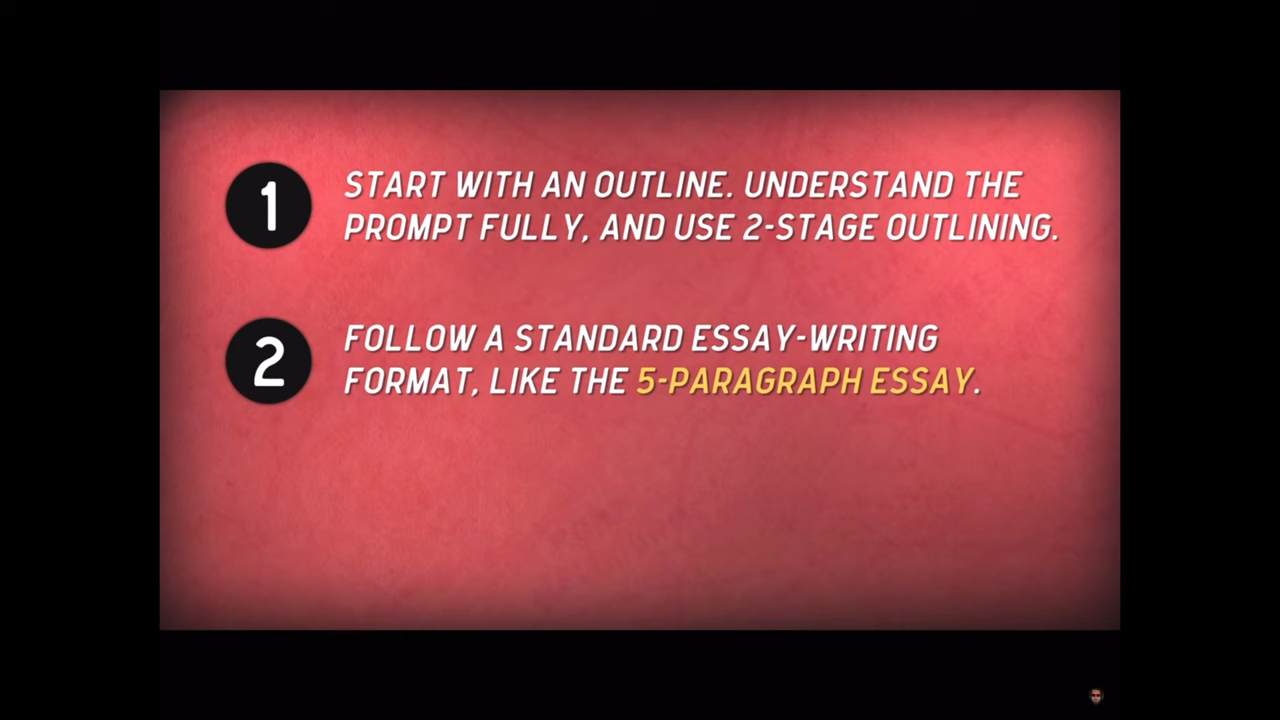 1
START WITH AN OUTLINE. UNDERSTAND THE
PROMPT FULLY, AND USE 2-STAGE OUTLINING.
2
FOLLOW A STANDARD ESSAY-WRITING
FORMAT, LIKE THE 5-PARAGRAPH ESSAY.